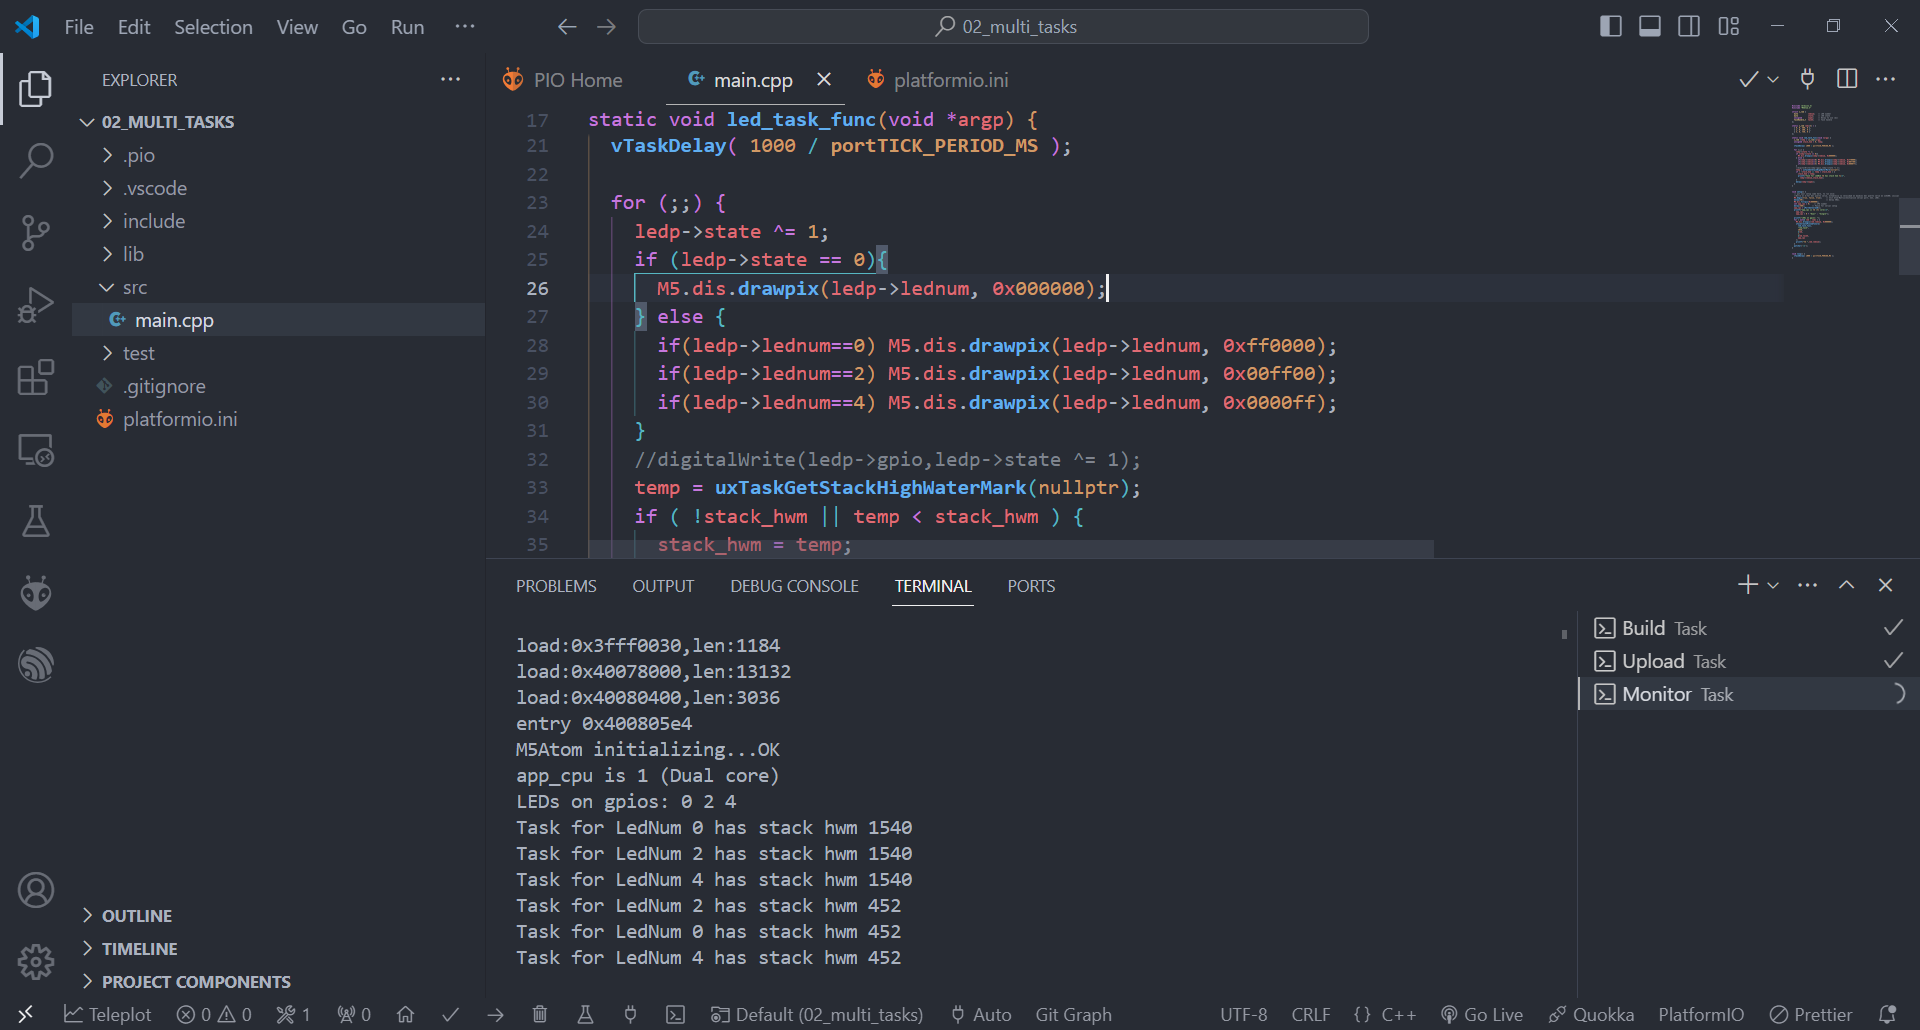 File Edit Selection View Go Run ···
02_multi_tasks
EXPLORER
02_MULTI_TASKS
.pio
.vscode
include
lib
src
main.cpp
test
.gitignore
platformio.ini
OUTLINE
TIMELINE
PROJECT COMPONENTS
PIO Home main.cpp platformio.ini
17 static void led_task_func(void *argp) {
21 vTaskDelay( 1000 / portTICK_PERIOD_MS );
22
23 for (;;) {
24 ledp->state ^= 1;
25 if (ledp->state == 0){
26 M5.dis.drawpix(ledp->lednum, 0x000000);
27 } else {
28 if(ledp->lednum==0) M5.dis.drawpix(ledp->lednum, 0xff0000);
29 if(ledp->lednum==2) M5.dis.drawpix(ledp->lednum, 0x00ff00);
30 if(ledp->lednum==4) M5.dis.drawpix(ledp->lednum, 0x0000ff);
31 }
32 //digitalWrite(ledp->gpio,ledp->state ^= 1);
33 temp = uxTaskGetStackHighWaterMark(nullptr);
34 if ( !stack_hwm || temp < stack_hwm ) {
35 stack_hwm = temp;
PROBLEMS OUTPUT DEBUG CONSOLE TERMINAL PORTS
load:0x3fff0030,len:1184
load:0x40078000,len:13132
load:0x40080400,len:3036
entry 0x400805e4
M5Atom initializing...OK
app_cpu is 1 (Dual core)
LEDs on gpios: 0 2 4
Task for LedNum 0 has stack hwm 1540
Task for LedNum 2 has stack hwm 1540
Task for LedNum 4 has stack hwm 1540
Task for LedNum 2 has stack hwm 452
Task for LedNum 0 has stack hwm 452
Task for LedNum 4 has stack hwm 452
Build Task
Upload Task
Monitor Task
Teleplot 0 0 1 0 Default (02_multi_tasks) Auto Git Graph UTF-8 CRLF {} C++ Go Live Quokka PlatformIO Prettier